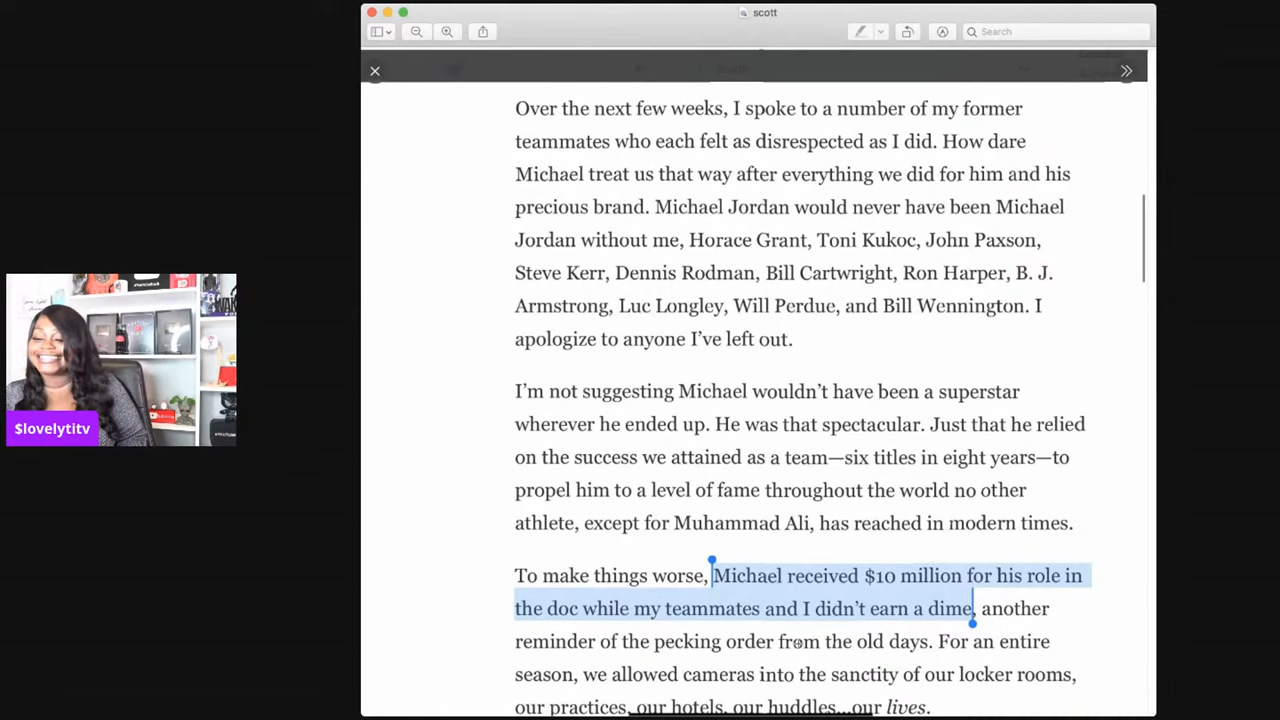 scott
Search
Over the next few weeks, I spoke to a number of my former
teammates who each felt as disrespected as I did. How dare
Michael treat us that way after everything we did for him and his
precious brand. Michael Jordan would never have been Michael
Jordan without me, Horace Grant, Toni Kukoc, John Paxson,
Steve Kerr, Dennis Rodman, Bill Cartwright, Ron Harper, B. J.
Armstrong, Luc Longley, Will Perdue, and Bill Wennington. I
apologize to anyone I’ve left out.
I’m not suggesting Michael wouldn’t have been a superstar
wherever he ended up. He was that spectacular. Just that he relied
on the success we attained as a team—six titles in eight years—to
propel him to a level of fame throughout the world no other
athlete, except for Muhammad Ali, has reached in modern times.
To make things worse, Michael received $10 million for his role in
the doc while my teammates and I didn’t earn a dime, another
reminder of the pecking order from the old days. For an entire
season, we allowed cameras into the sanctity of our locker rooms,
our practices, our hotels, our huddles...our lives.
$lovelytitv